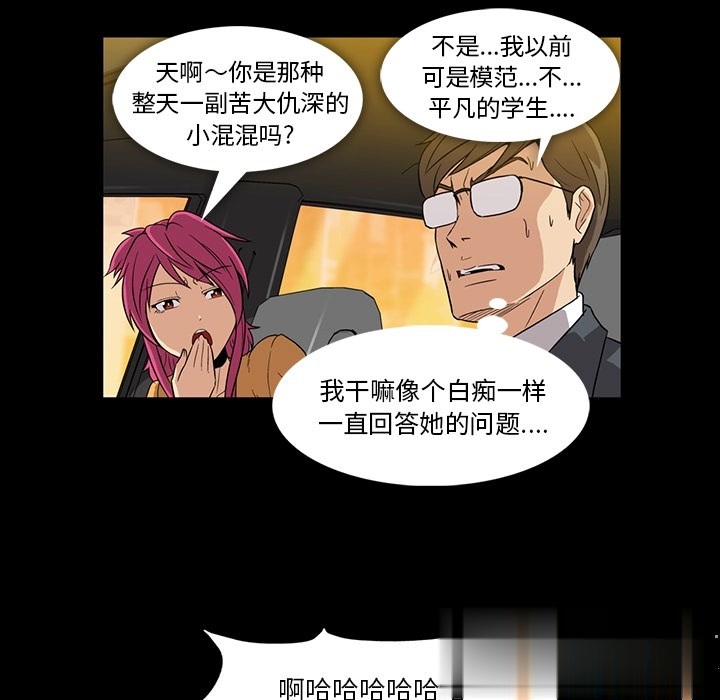 天啊～你是那种
整天一副苦大仇深的
小混混吗?
不是...我以前
可是模范...不...
平凡的学生....
我干嘛像个白痴一样
一直回答她的问题....
啊哈哈哈哈哈